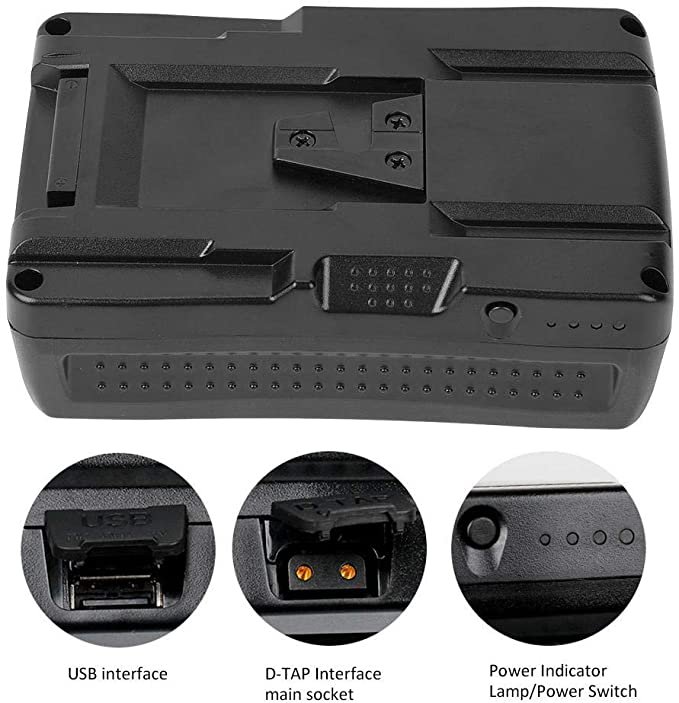 USB
D-TAP
USB interface
D-TAP Interface
main socket
Power Indicator
Lamp/Power Switch